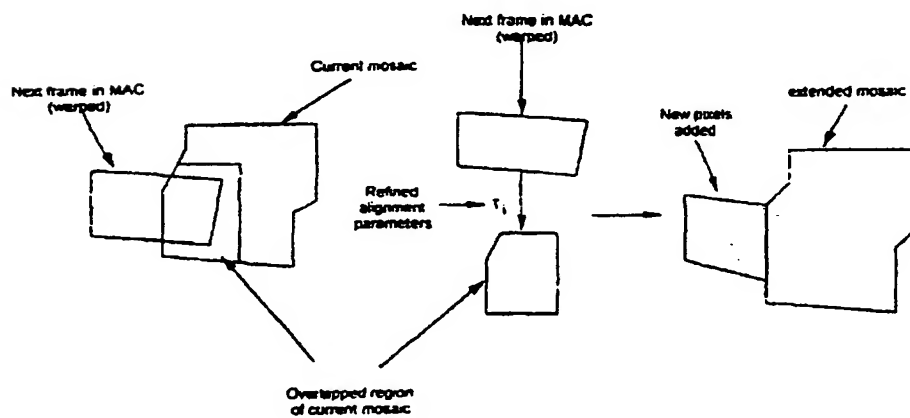 Next frame in MAC
(warped)
Current mosaic
Next frame in MAC
(warped)
extended mosaic
New pixels
added
Refined
alignment
parameters
τi
Overlapped region
of current mosaic